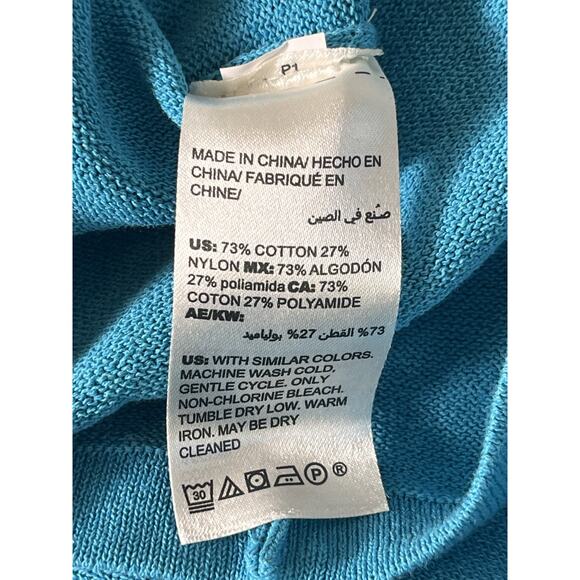 P1
MADE IN CHINA/ HECHO EN
CHINA/ FABRIQUÉ EN
CHINE/
صُنع في الصين
US: 73% COTTON 27%
NYLON MX: 73% ALGODÓN
27% poliamida CA: 73%
COTON 27% POLYAMIDE
AE/KW:
73% القطن 27% بولياميد
US: WITH SIMILAR COLORS.
MACHINE WASH COLD,
GENTLE CYCLE. ONLY
NON-CHLORINE BLEACH.
TUMBLE DRY LOW. WARM
IRON. MAY BE DRY
CLEANED
30 P ®